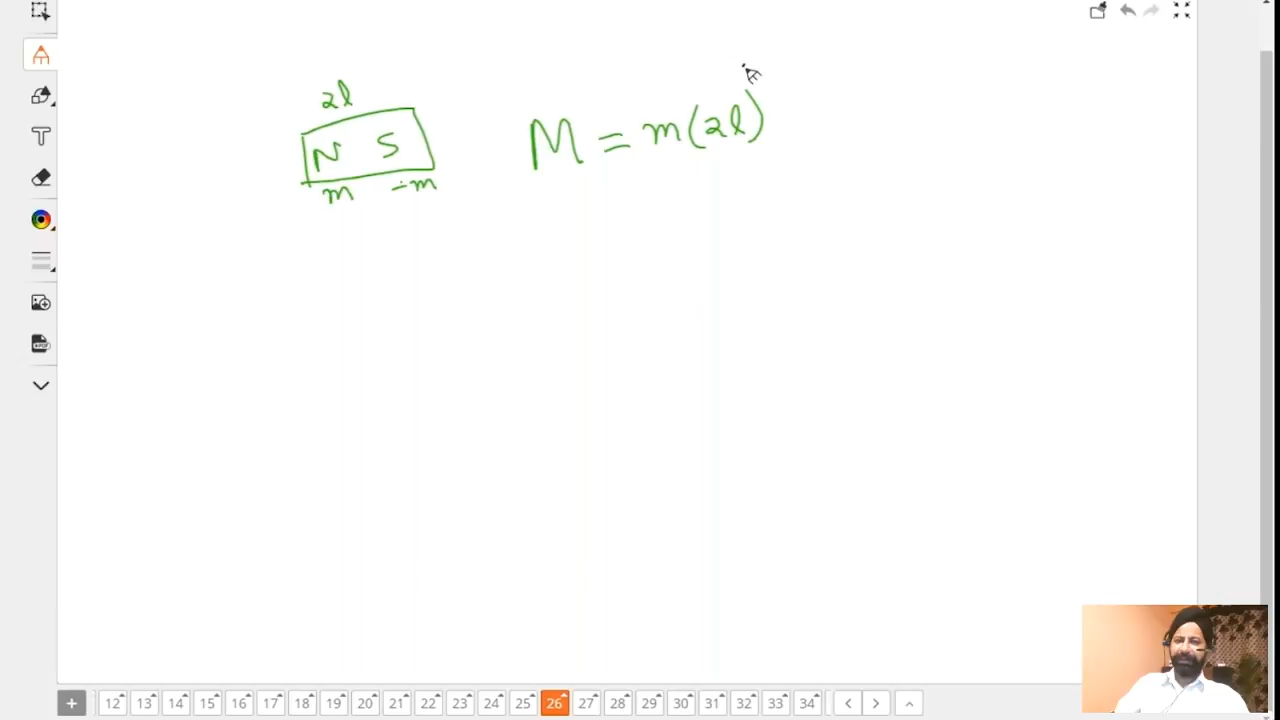 2l
N S
m -m
M = m(2l)
T
PDF
+ 12 13 14 15 16 17 18 19 20 21 22 23 24 25 26 27 28 29 30 31 32 33 34 < >